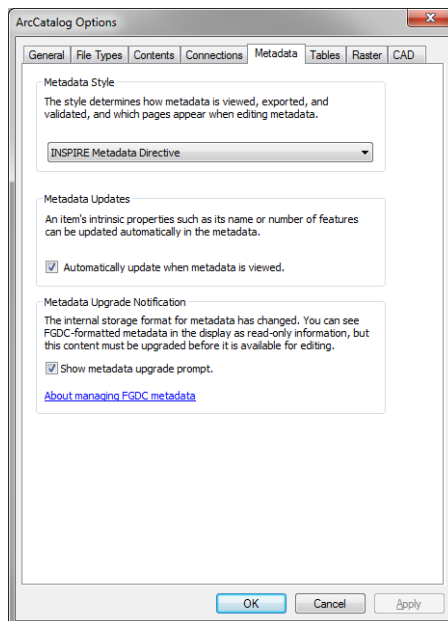 ArcCatalog Options
General File Types Contents Connections Metadata Tables Raster CAD
Metadata Style
The style determines how metadata is viewed, exported, and
validated, and which pages appear when editing metadata.
INSPIRE Metadata Directive
Metadata Updates
An item's intrinsic properties such as its name or number of features
can be updated automatically in the metadata.
Automatically update when metadata is viewed.
Metadata Upgrade Notification
The internal storage format for metadata has changed. You can see
FGDC-formatted metadata in the display as read-only information, but
this content must be upgraded before it is available for editing.
Show metadata upgrade prompt.
About managing FGDC metadata
OK Cancel Apply